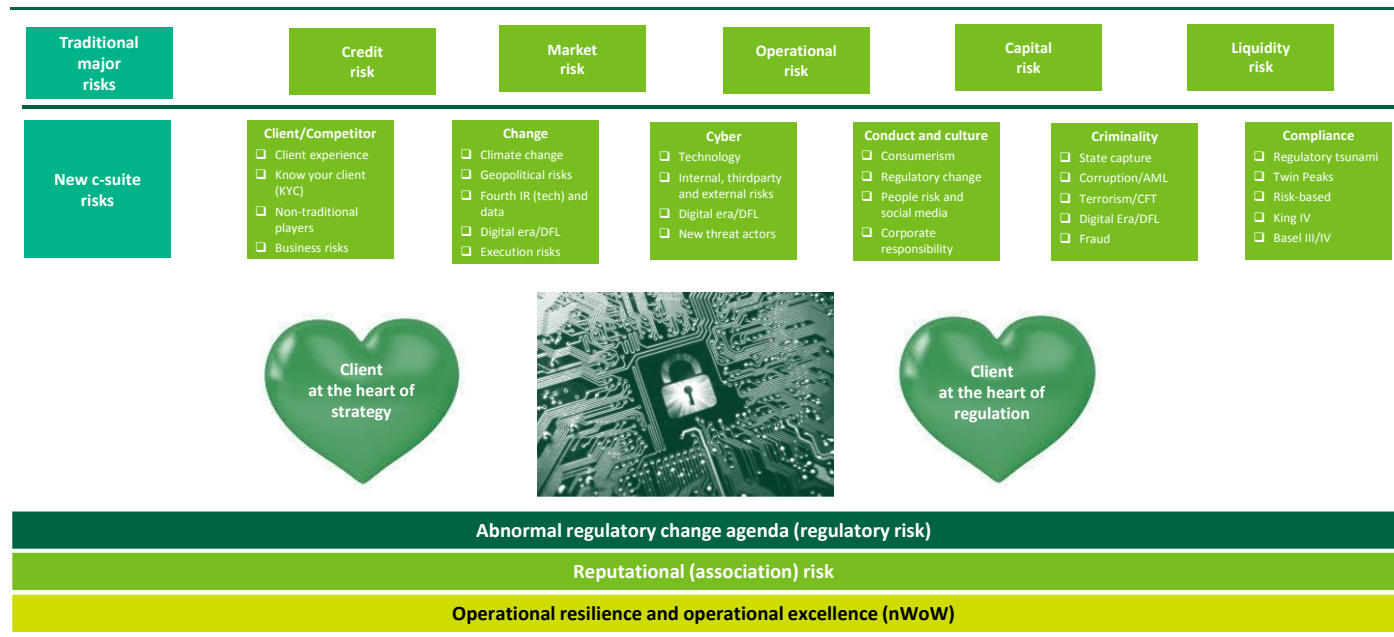 Traditional
major
risks
Credit
risk
Market
risk
Operational
risk
Capital
risk
Liquidity
risk
New c-suite
risks
Client/Competitor
❑ Client experience
❑ Know your client
(KYC)
❑ Non-traditional
players
❑ Business risks
Change
❑ Climate change
❑ Geopolitical risks
❑ Fourth IR (tech) and
data
❑ Digital era/DFL
❑ Execution risks
Cyber
❑ Technology
❑ Internal, thirdparty
and external risks
❑ Digital era/DFL
❑ New threat actors
Conduct and culture
❑ Consumerism
❑ Regulatory change
❑ People risk and
social media
❑ Corporate
responsibility
Criminality
❑ State capture
❑ Corruption/AML
❑ Terrorism/CFT
❑ Digital Era/DFL
❑ Fraud
Compliance
❑ Regulatory tsunami
❑ Twin Peaks
❑ Risk-based
❑ King IV
❑ Basel III/IV
Client
at the heart of
strategy
Client
at the heart of
regulation
Abnormal regulatory change agenda (regulatory risk)
Reputational (association) risk
Operational resilience and operational excellence (nWoW)